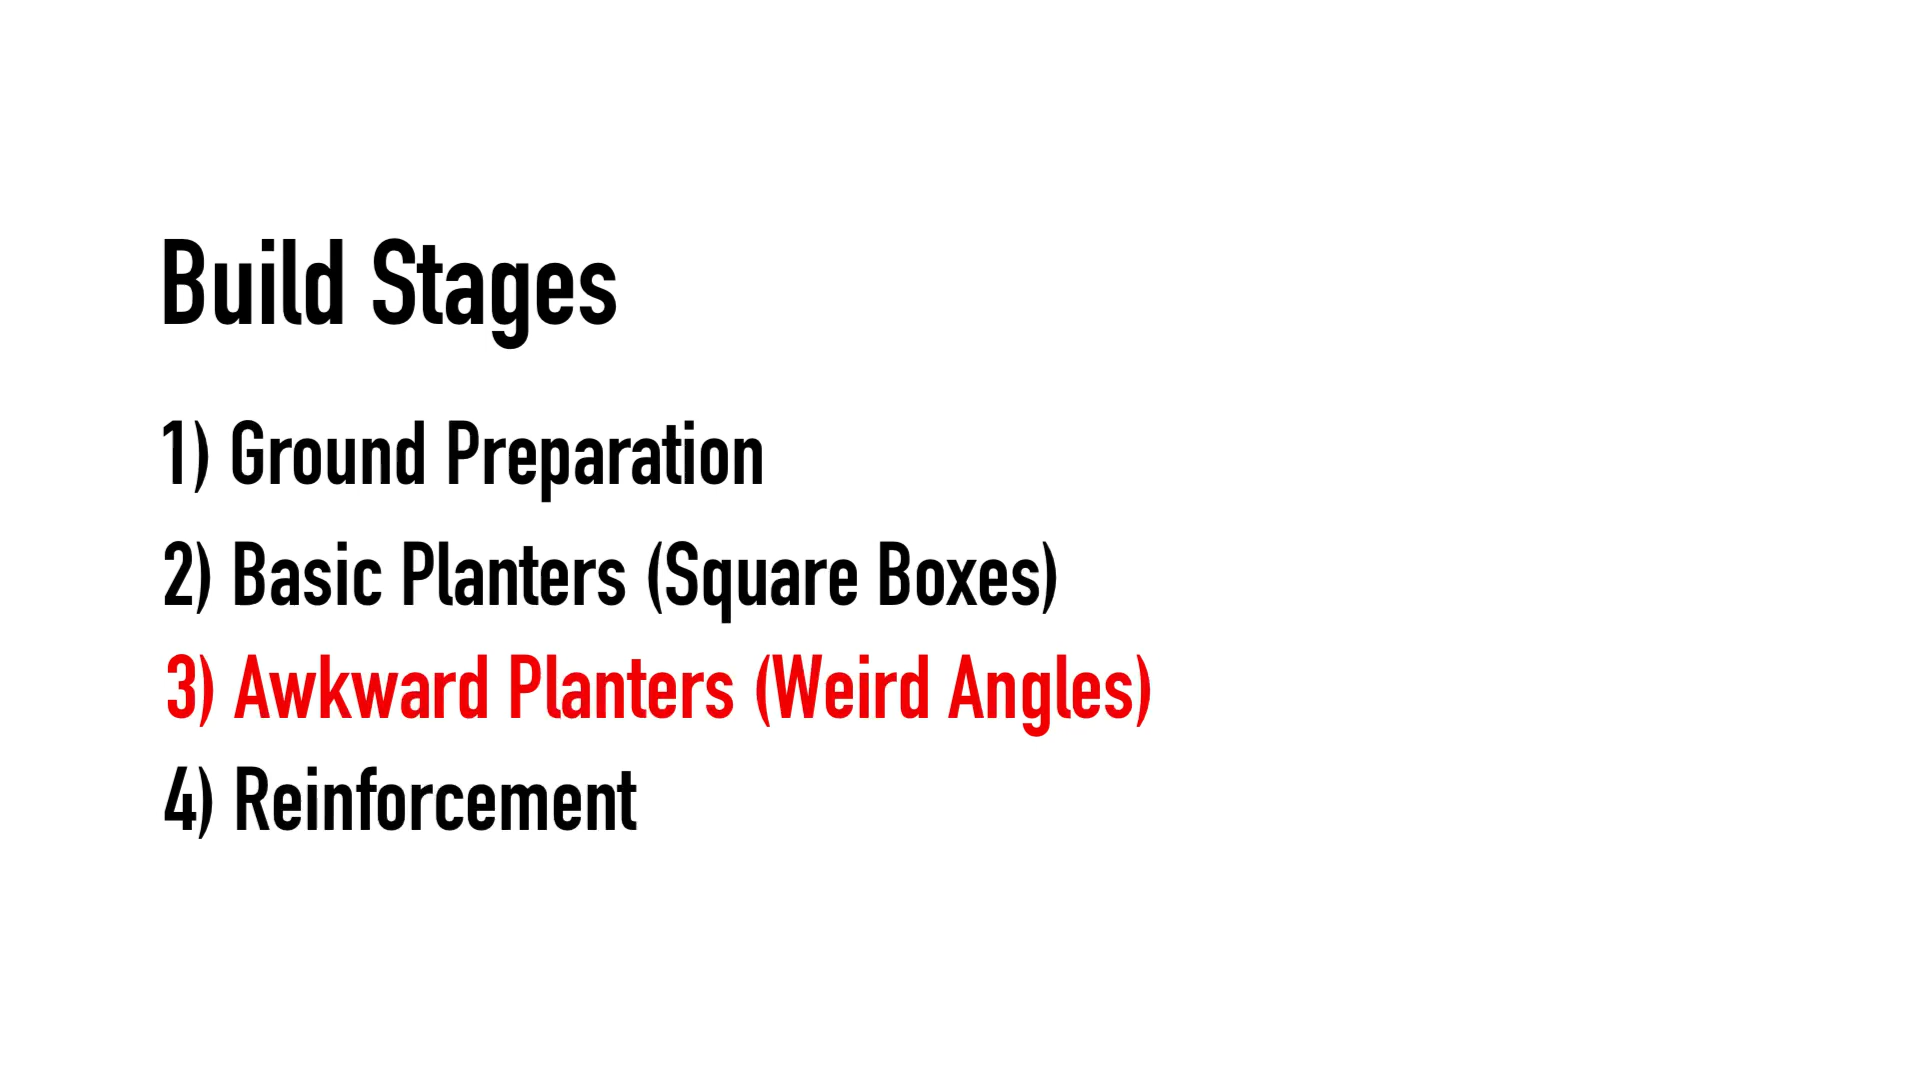 Build Stages
1) Ground Preparation
2) Basic Planters (Square Boxes)
3) Awkward Planters (Weird Angles)
4) Reinforcement